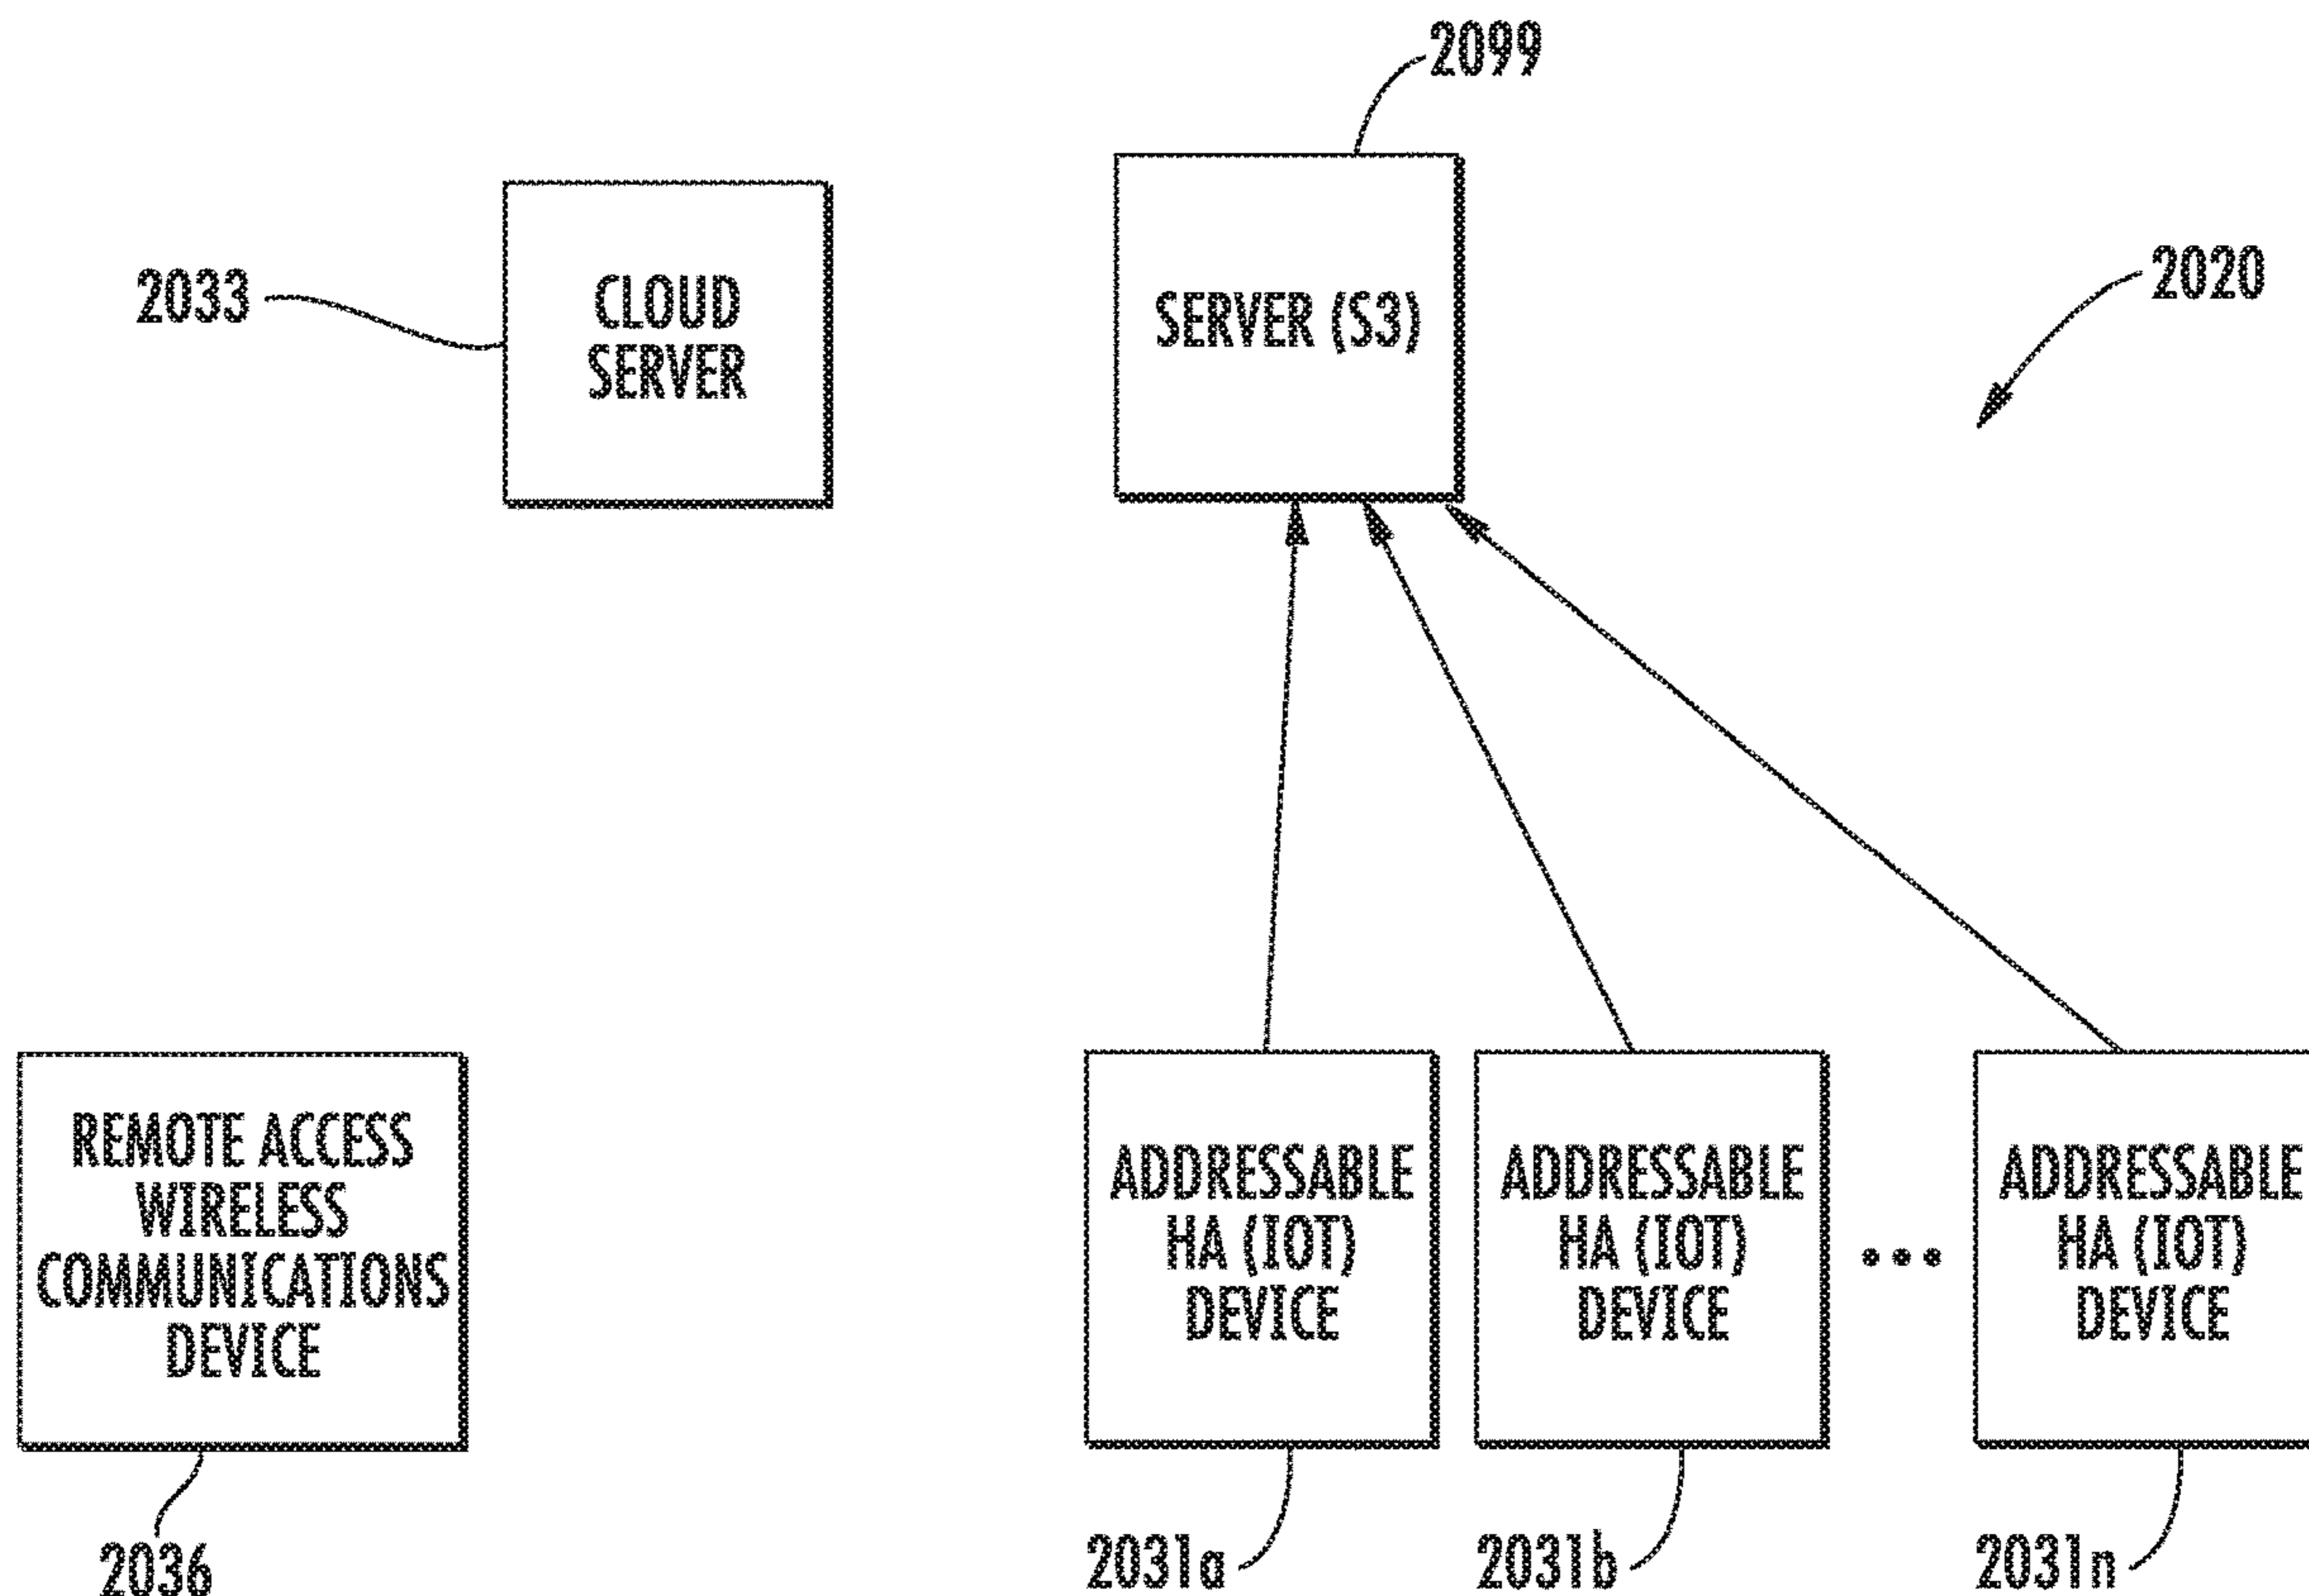 2099
2033
CLOUD
SERVER
SERVER (S3)
2020
REMOTE ACCESS
WIRELESS
COMMUNICATIONS
DEVICE
ADDRESSABLE
HA (IOT)
DEVICE
ADDRESSABLE
HA (IOT)
DEVICE
ADDRESSABLE
HA (IOT)
DEVICE
2036
2031a
2031b
2031n